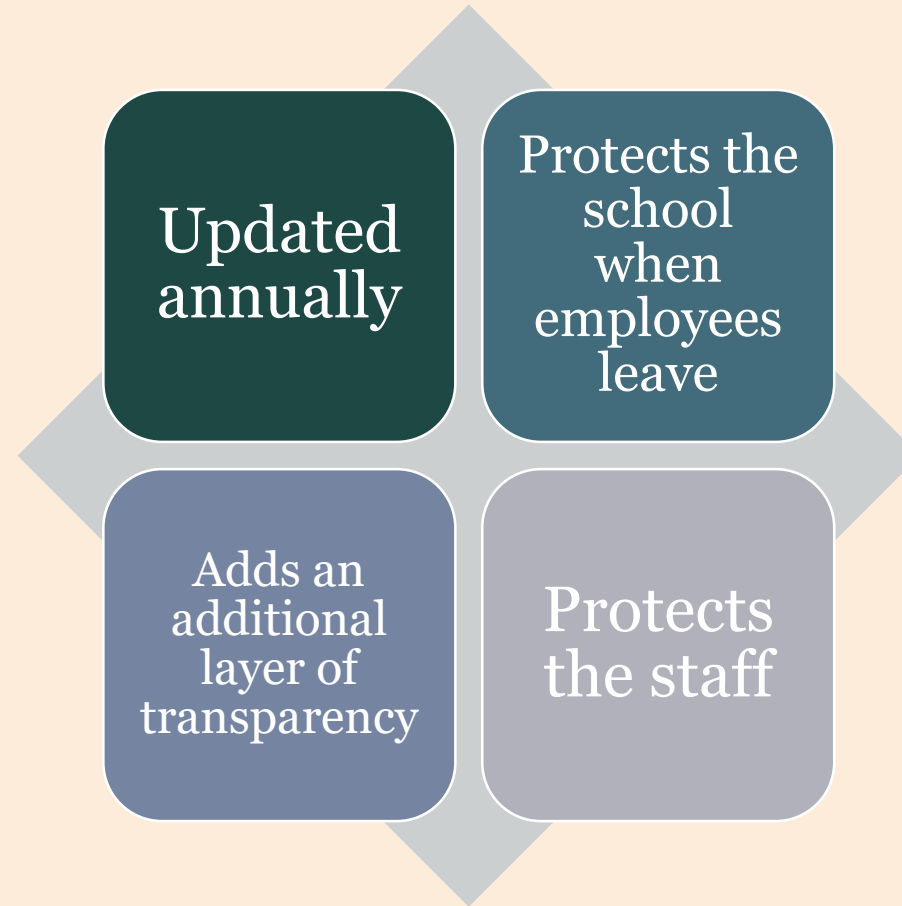 Updated
annually
Protects the
school
when
employees
leave
Adds an
additional
layer of
transparency
Protects
the staff